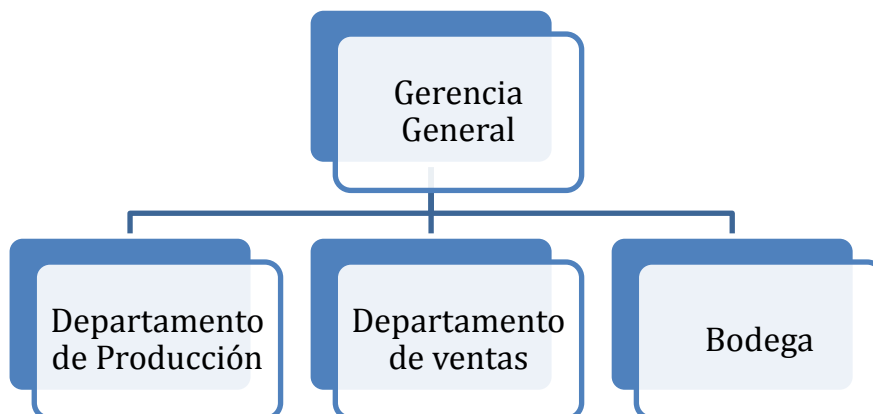 Gerencia
General
Departamento
de Producción
Departamento
de ventas
Bodega